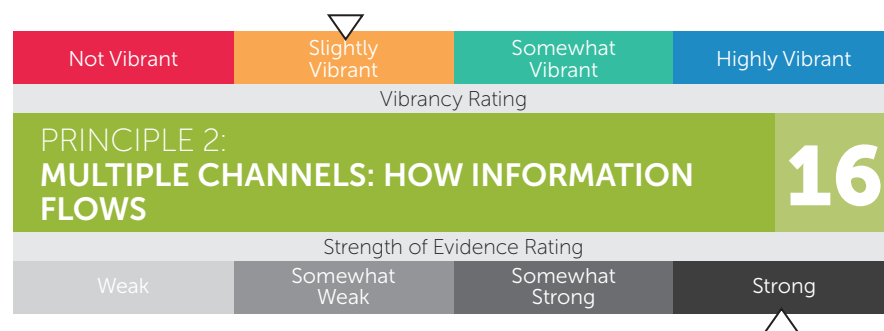 Not Vibrant
Slightly
Vibrant
Somewhat
Vibrant
Highly Vibrant
Vibrancy Rating
PRINCIPLE 2:
MULTIPLE CHANNELS: HOW INFORMATION
FLOWS
16
Strength of Evidence Rating
Weak
Somewhat
Weak
Somewhat
Strong
Strong